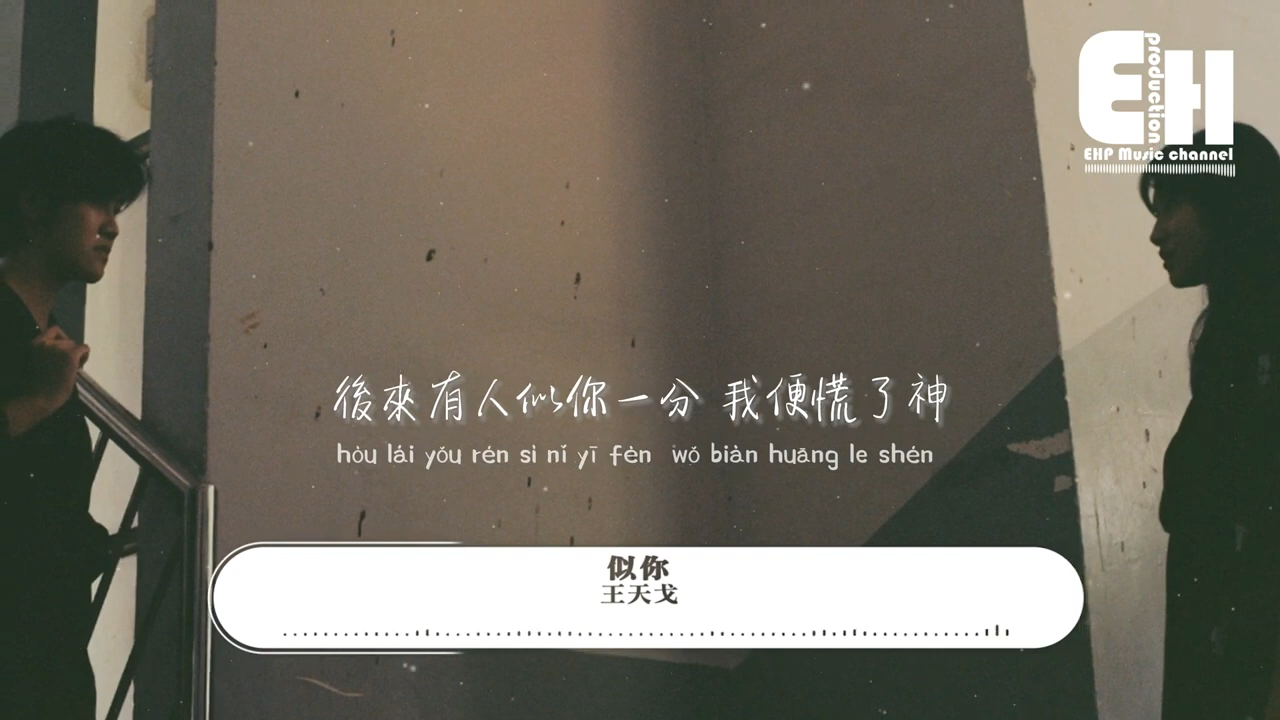 EH
production
EHP Music channel
後來有人似你一分 我便慌了神
hòu lái yǒu rén sì nǐ yī fèn wǒ biàn huāng le shén
似你
王天戈